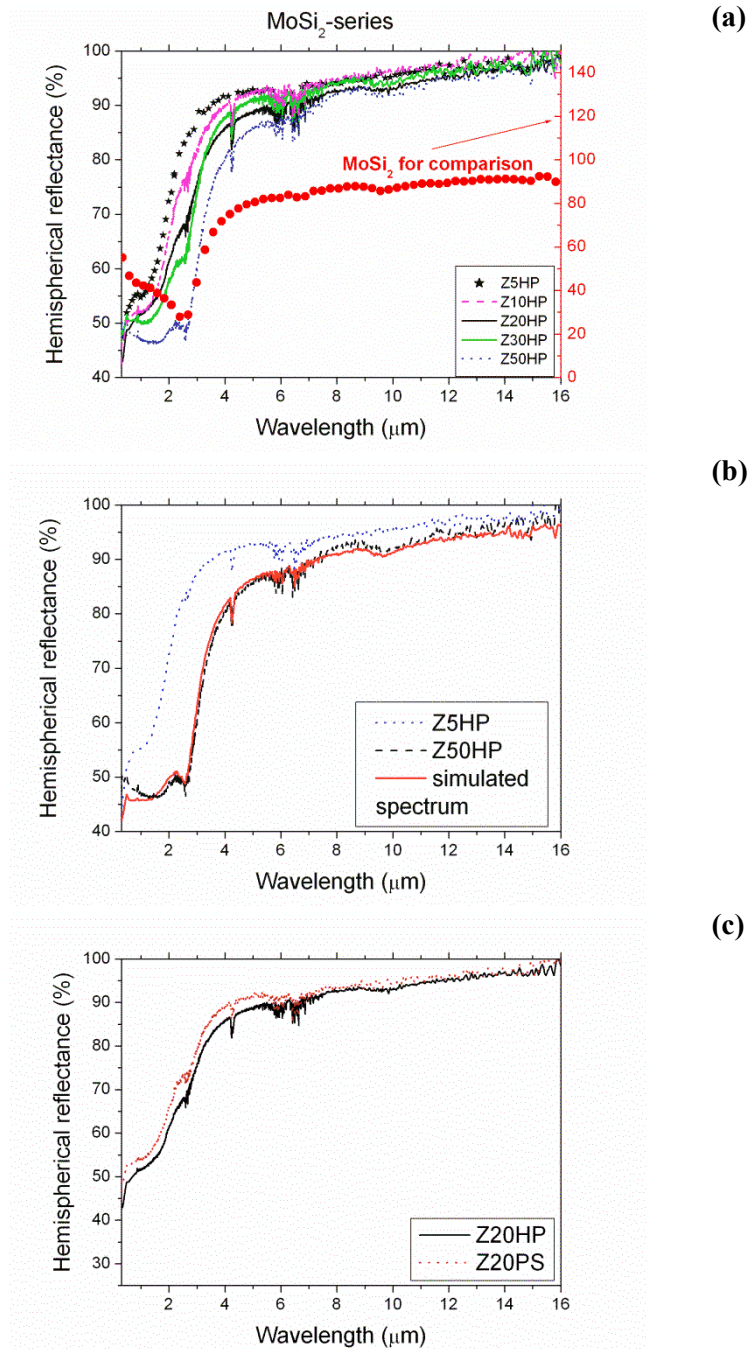 (a)
MoSi2-series
Hemispherical reflectance (%)
100
90
80
70
60
50
40
140
120
100
80
60
40
20
0
MoSi2 for comparison
Z5HP
Z10HP
Z20HP
Z30HP
Z50HP
2 4 6 8 10 12 14 16
Wavelength (μm)
(b)
Hemispherical reflectance (%)
100
90
80
70
60
50
40
Z5HP
Z50HP
simulated
spectrum
2 4 6 8 10 12 14 16
Wavelength (μm)
(c)
Hemispherical reflectance (%)
100
90
80
70
60
50
40
30
Z20HP
Z20PS
2 4 6 8 10 12 14 16
Wavelength (μm)